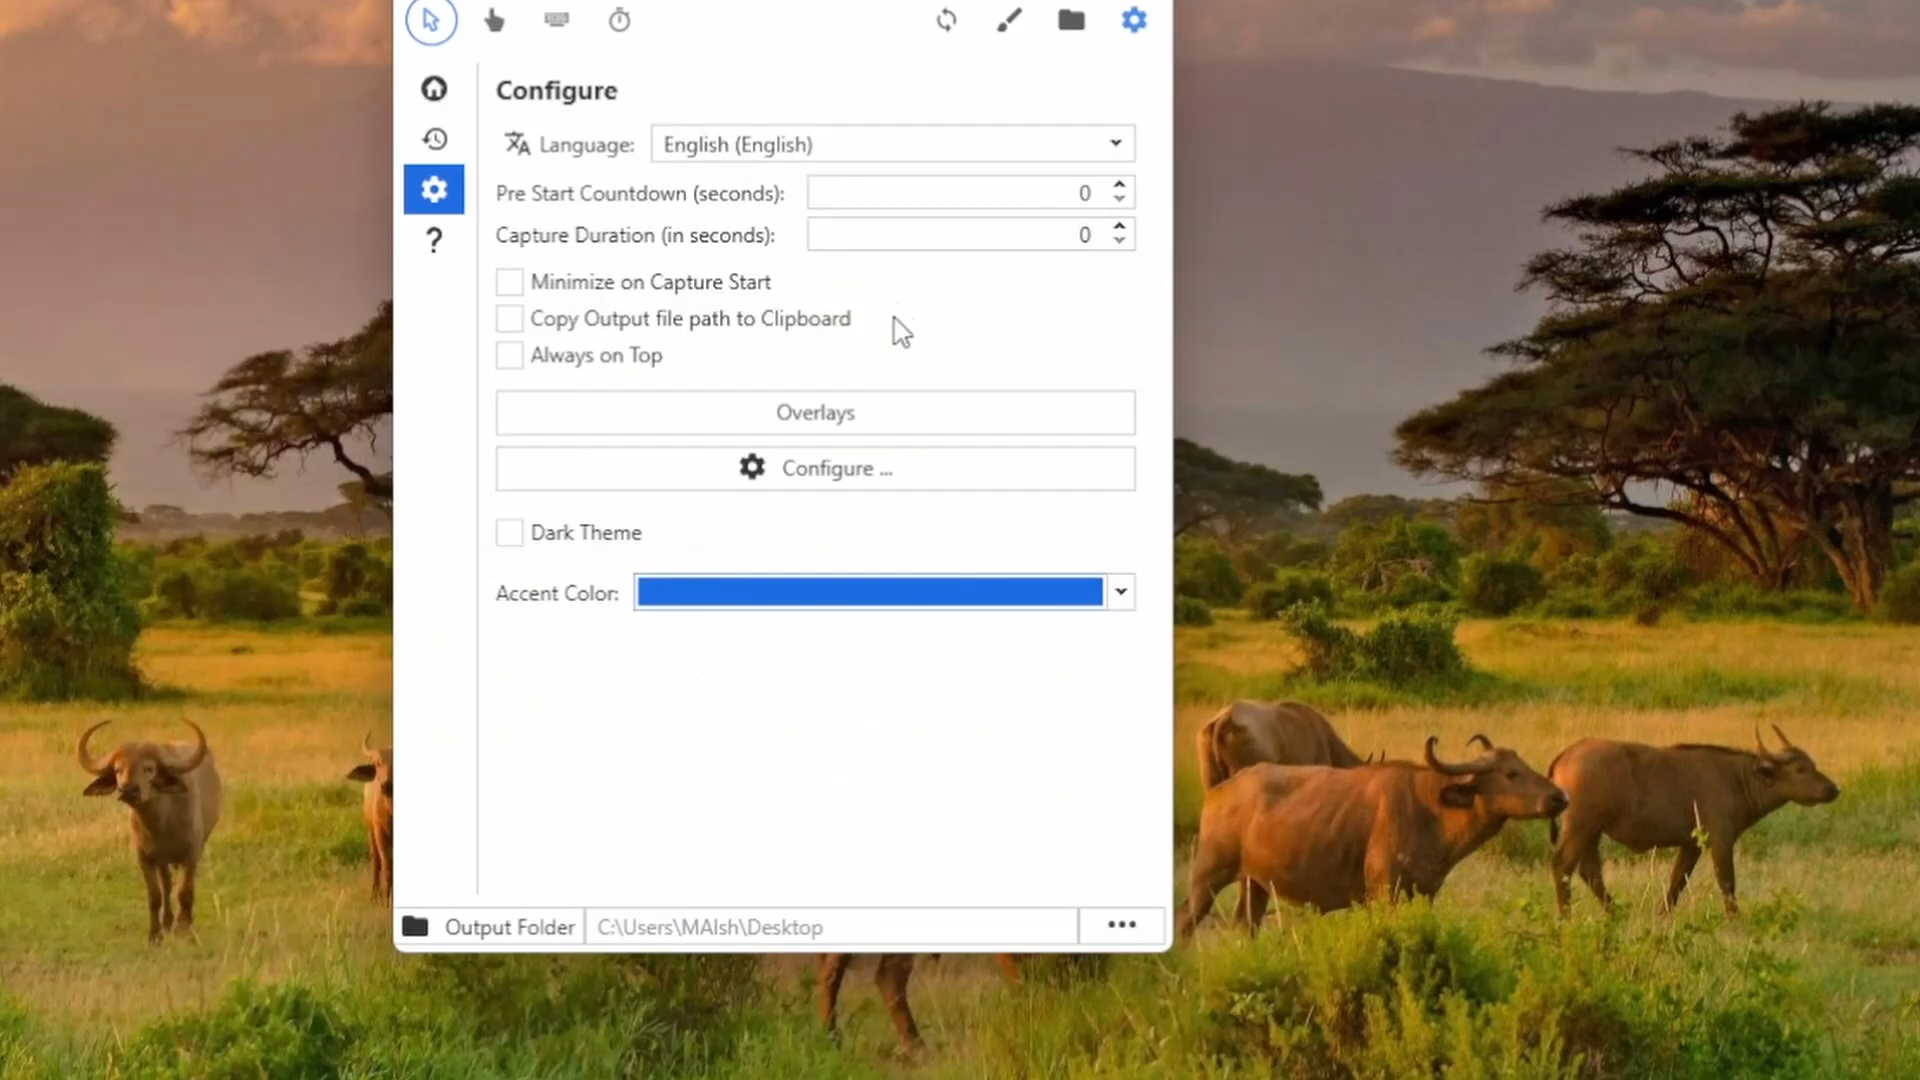 Configure
Language: English (English)
Pre Start Countdown (seconds): 0
Capture Duration (in seconds): 0
Minimize on Capture Start
Copy Output file path to Clipboard
Always on Top
Overlays
Configure ...
Dark Theme
Accent Color:
Output Folder C:\Users\MAlsh\Desktop